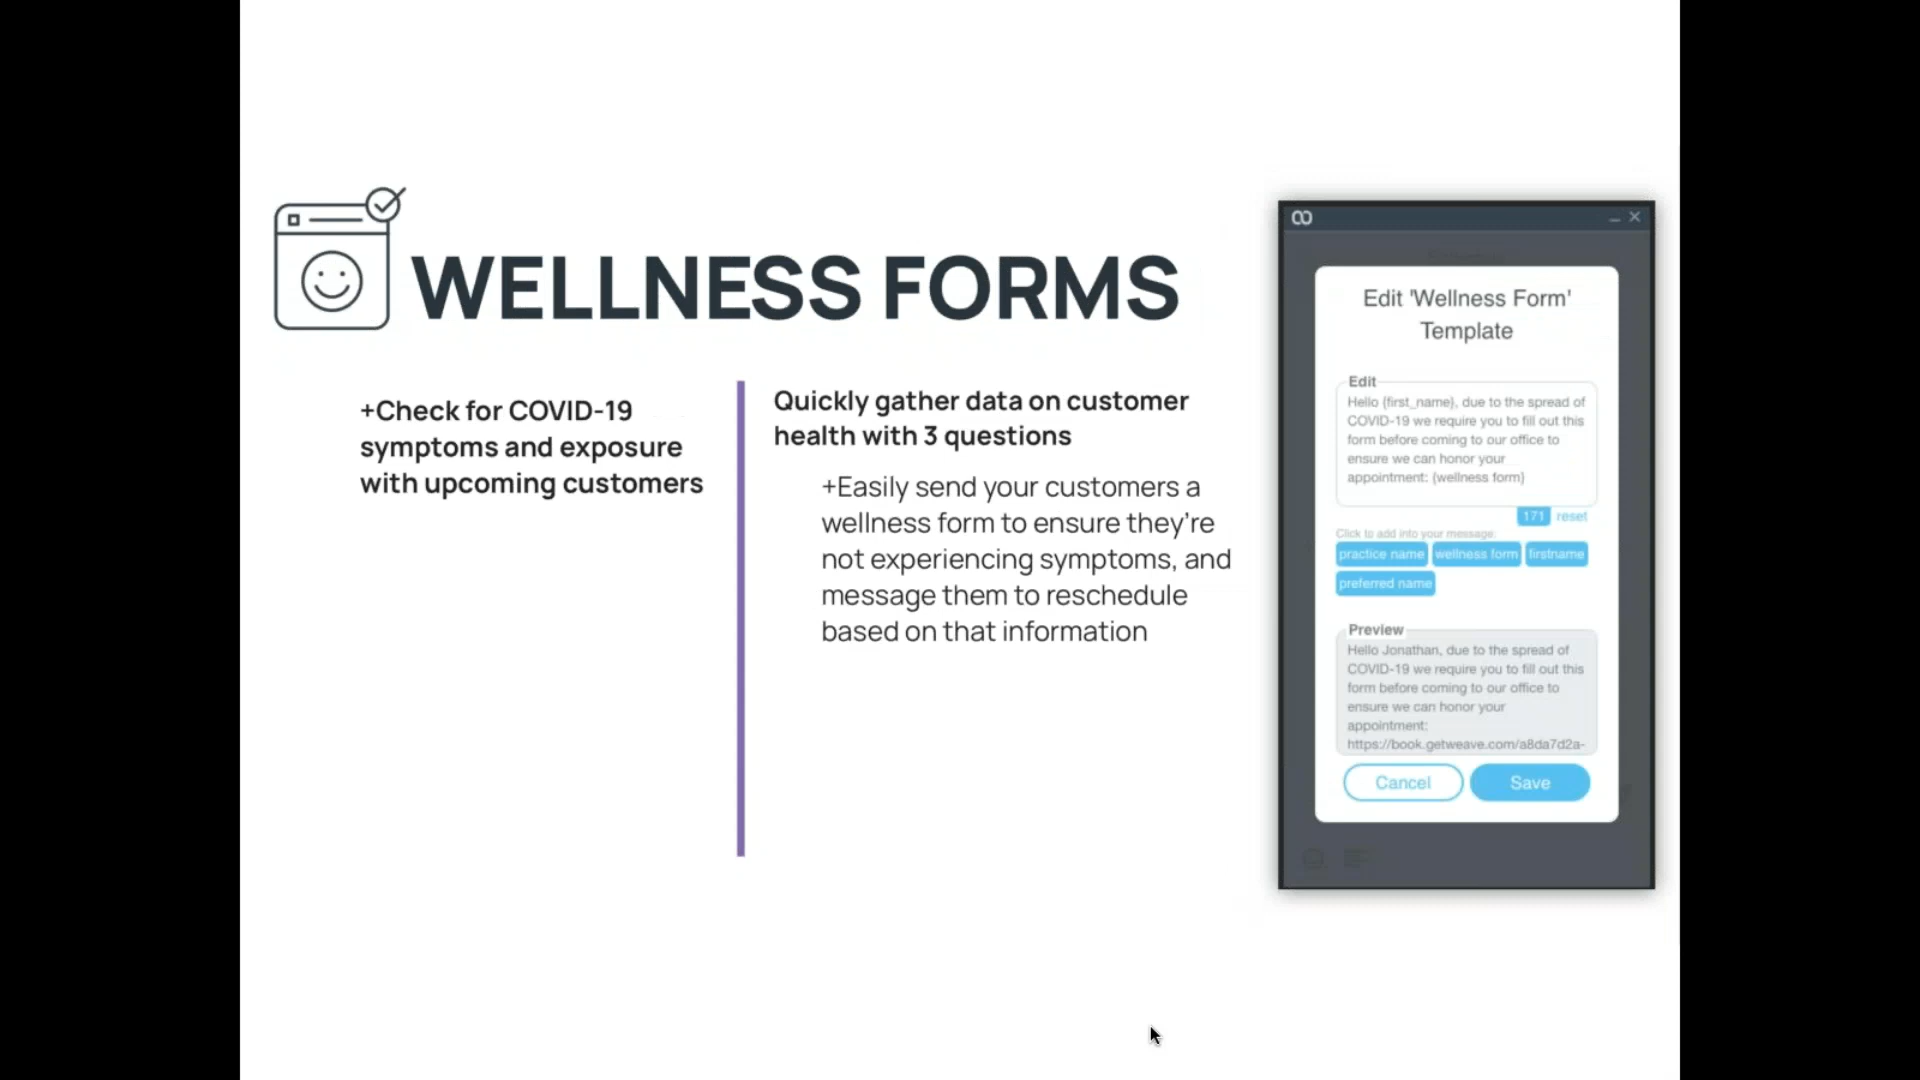 WELLNESS FORMS
+Check for COVID-19
symptoms and exposure
with upcoming customers
Quickly gather data on customer
health with 3 questions
+Easily send your customers a
wellness form to ensure they’re
not experiencing symptoms, and
message them to reschedule
based on that information
Edit 'Wellness Form'
Template
Edit
Hello {first_name}, due to the spread of
COVID-19 we require you to fill out this
form before coming to our office to
ensure we can honor your
appointment: {wellness form}
171 reset
Click to add into your message:
practice name wellness form firstname
preferred name
Preview
Hello Jonathan, due to the spread of
COVID-19 we require you to fill out this
form before coming to our office to
ensure we can honor your
appointment:
https://book.getweave.com/a8da7d2a-
Cancel Save